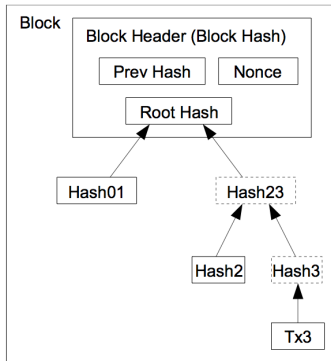 Block
Block Header (Block Hash)
Prev Hash
Nonce
Root Hash
Hash01
Hash23
Hash2
Hash3
Tx3